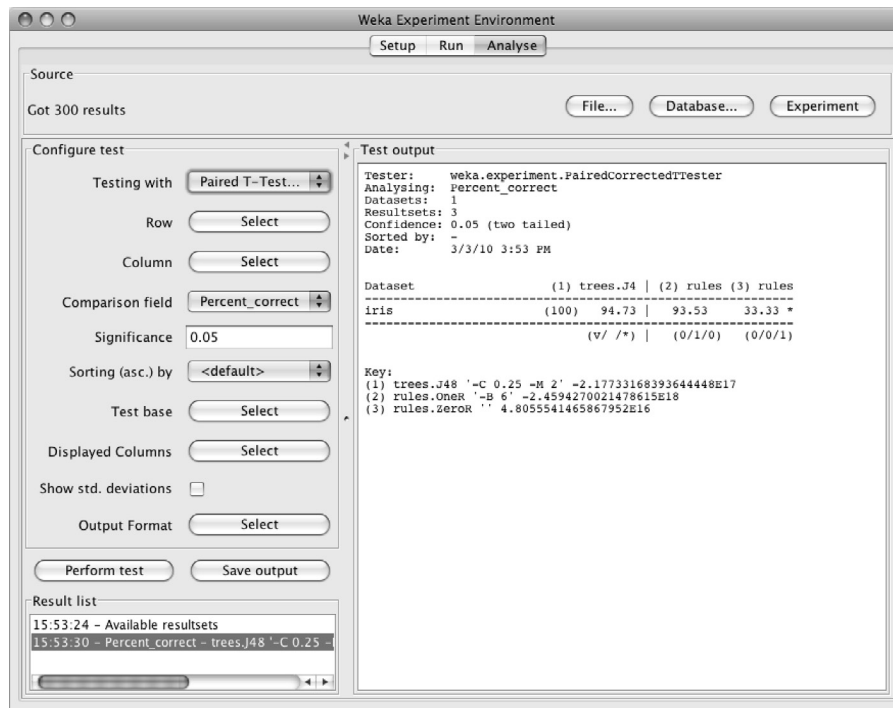 Weka Experiment Environment
Setup Run Analyse
Source
Got 300 results
File... Database... Experiment
Configure test
Testing with Paired T-Test...
Row Select
Column Select
Comparison field Percent_correct
Significance 0.05
Sorting (asc.) by <default>
Test base Select
Displayed Columns Select
Show std. deviations
Output Format Select
Perform test Save output
Result list
15:53:24 – Available resultsets
15:53:30 – Percent_correct – trees.J48 '-C 0.25 -
Test output
Tester: weka.experiment.PairedCorrectedTTester
Analysing: Percent_correct
Datasets: 1
Resultsets: 3
Confidence: 0.05 (two tailed)
Sorted by: -
Date: 3/3/10 3:53 PM
Dataset (1) trees.J4 | (2) rules (3) rules
----------------------------------------------------------
iris (100) 94.73 | 93.53 33.33 *
----------------------------------------------------------
(v/ /*) | (0/1/0) (0/0/1)
Key:
(1) trees.J48 '-C 0.25 -M 2' -2.17733168393644448E17
(2) rules.OneR '-B 6' -2.4594270021478615E18
(3) rules.ZeroR '' 4.8055541465867952E16